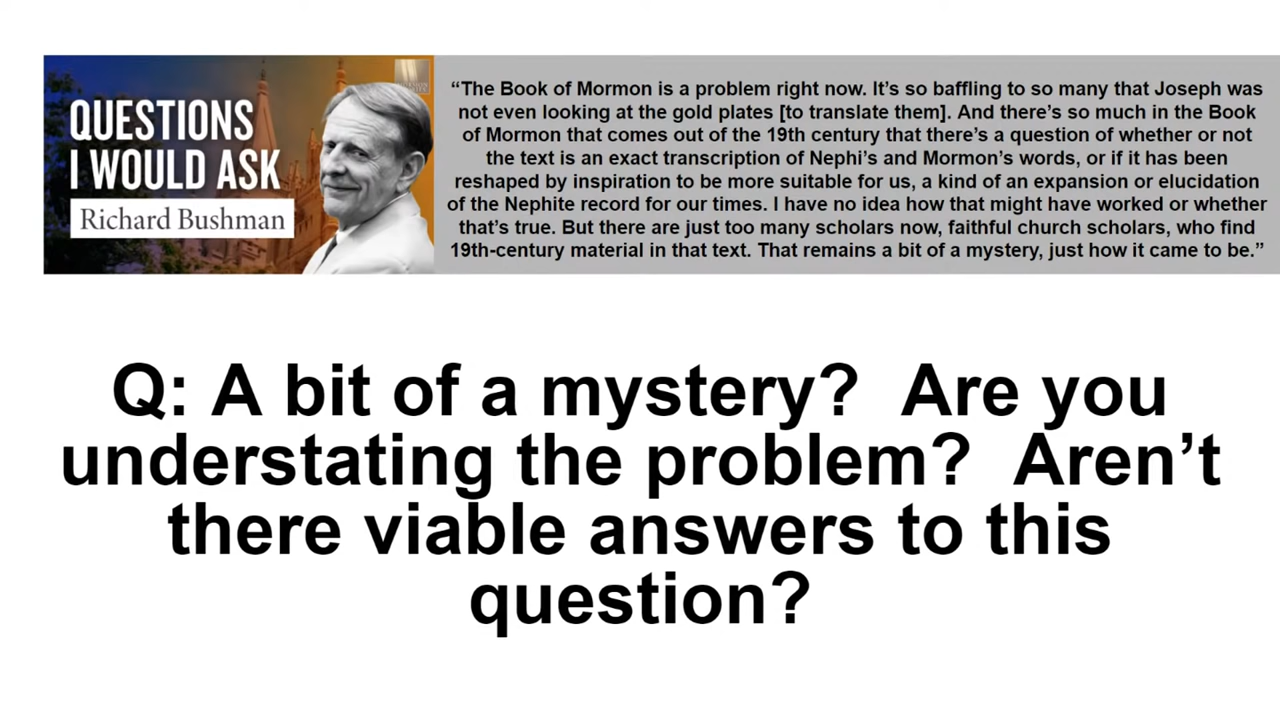 QUESTIONS
I WOULD ASK
Richard Bushman
“The Book of Mormon is a problem right now. It’s so baffling to so many that Joseph was
not even looking at the gold plates [to translate them]. And there’s so much in the Book
of Mormon that comes out of the 19th century that there’s a question of whether or not
the text is an exact transcription of Nephi’s and Mormon’s words, or if it has been
reshaped by inspiration to be more suitable for us, a kind of an expansion or elucidation
of the Nephite record for our times. I have no idea how that might have worked or whether
that’s true. But there are just too many scholars now, faithful church scholars, who find
19th-century material in that text. That remains a bit of a mystery, just how it came to be.”
Q: A bit of a mystery?  Are you
understating the problem?  Aren’t
there viable answers to this
question?